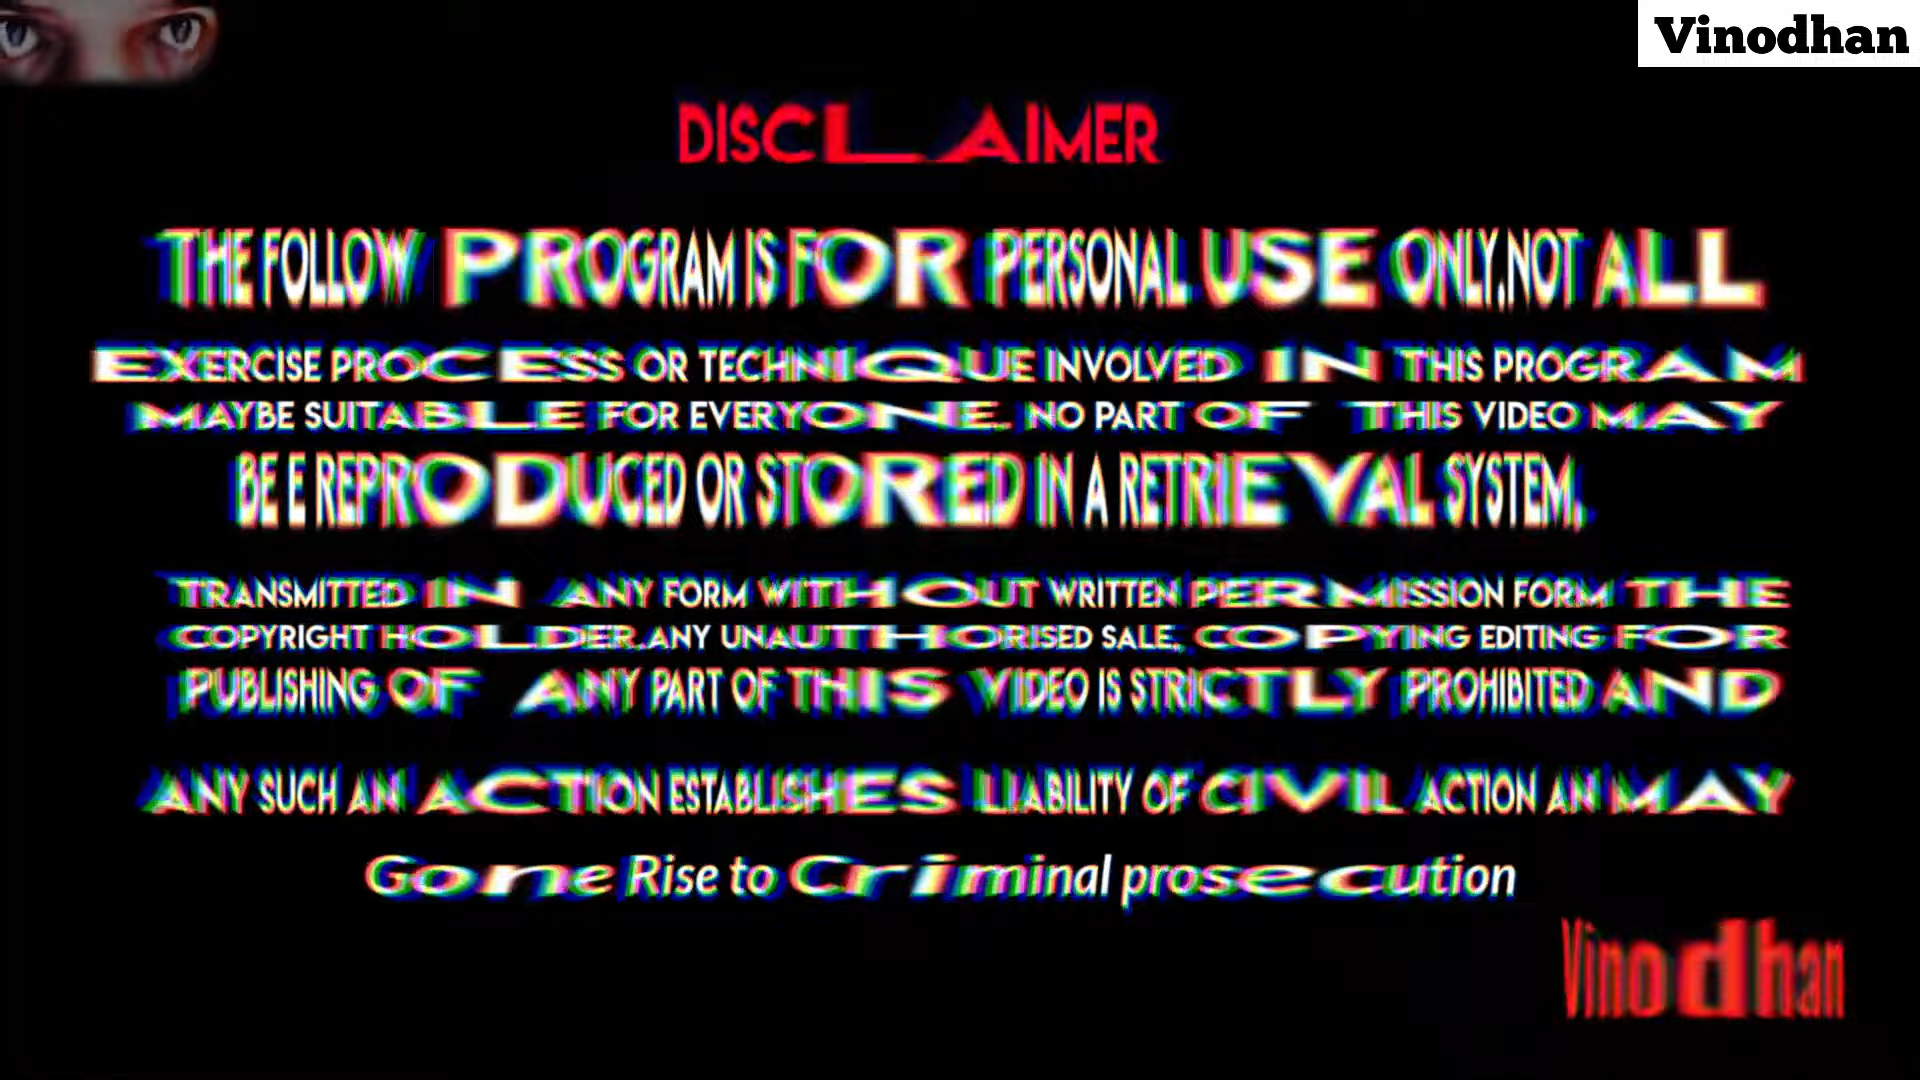 Vinodhan
DISCLAIMER
THE FOLLOW PROGRAM IS FOR PERSONAL USE ONLY.NOT ALL
EXERCISE PROCESS OR TECHNIQUE INVOLVED IN THIS PROGRAM
MAYBE SUITABLE FOR EVERYONE. NO PART OF THIS VIDEO MAY
BE E REPRODUCED OR STORED IN A RETRIEVAL SYSTEM,
TRANSMITTED IN ANY FORM WITHOUT WRITTEN PERMISSION FORM THE
COPYRIGHT HOLDER.ANY UNAUTHORISED SALE, COPYING EDITING FOR
PUBLISHING OF ANY PART OF THIS VIDEO IS STRICTLY PROHIBITED AND
ANY SUCH AN ACTION ESTABLISHES LIABILITY OF CIVIL ACTION AN MAY
Gone Rise to Criminal prosecution
Vinodhan